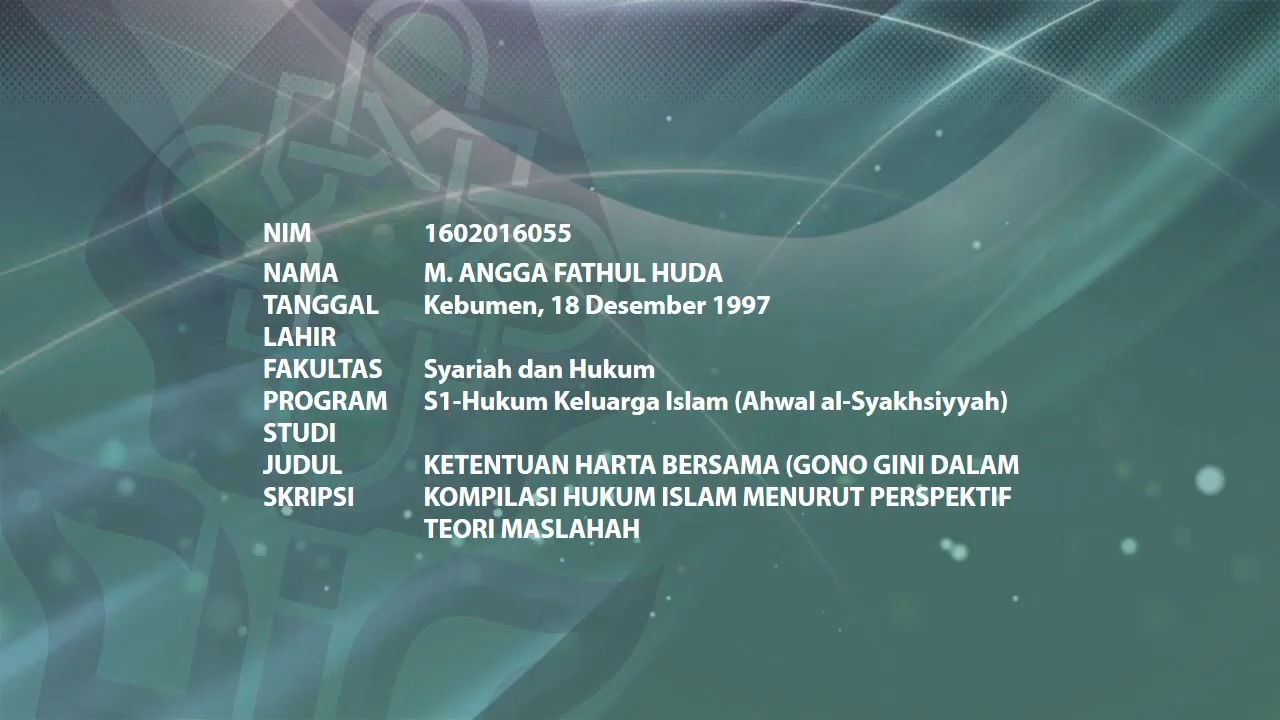 NIM 1602016055
NAMA M. ANGGA FATHUL HUDA
TANGGAL Kebumen, 18 Desember 1997
LAHIR
FAKULTAS Syariah dan Hukum
PROGRAM S1-Hukum Keluarga Islam (Ahwal al-Syakhsiyyah)
STUDI
JUDUL KETENTUAN HARTA BERSAMA (GONO GINI DALAM
SKRIPSI KOMPILASI HUKUM ISLAM MENURUT PERSPEKTIF
TEORI MASLAHAH